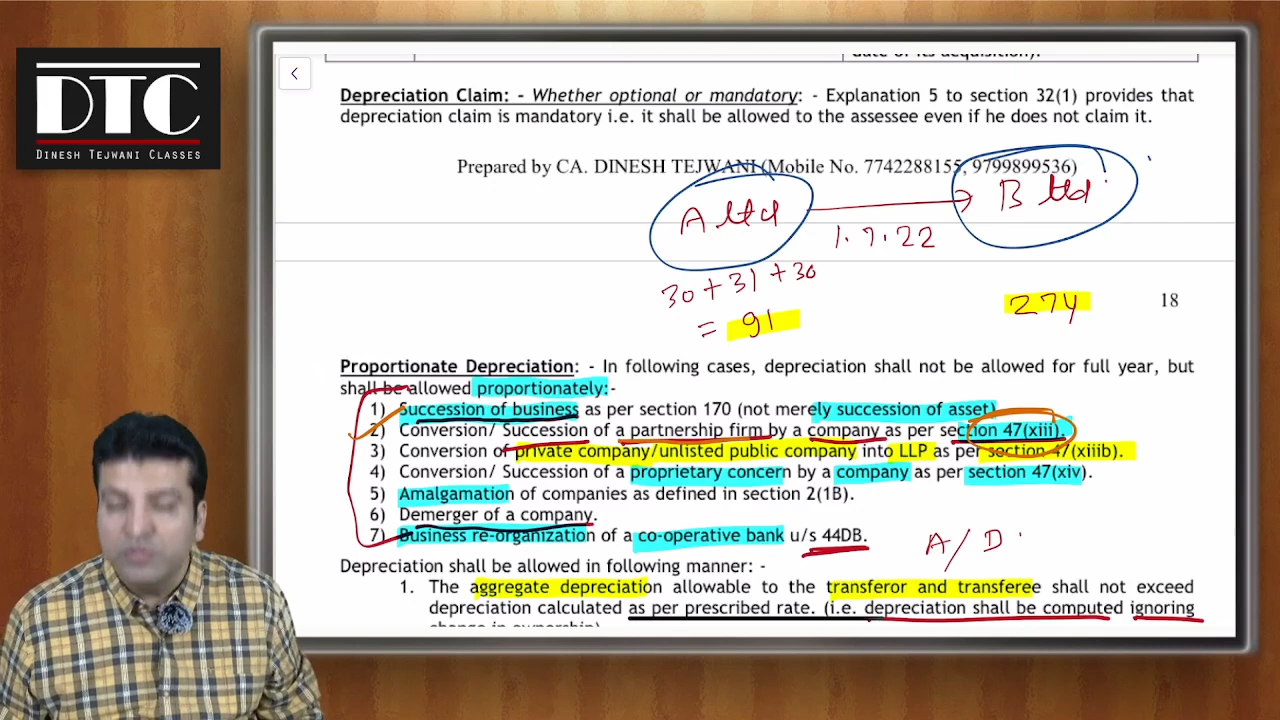 DTC
DINESH TEJWANI CLASSES
date of its acquisition).
Depreciation Claim: - Whether optional or mandatory: - Explanation 5 to section 32(1) provides that
depreciation claim is mandatory i.e. it shall be allowed to the assessee even if he does not claim it.
Prepared by CA. DINESH TEJWANI (Mobile No. 7742288155, 9799899536)
A ltd
B ltd
1.7.22
30 + 31 + 30
= 91
274
18
Proportionate Depreciation: - In following cases, depreciation shall not be allowed for full year, but
shall be allowed proportionately:-
1) Succession of business as per section 170 (not merely succession of asset)
2) Conversion/ Succession of a partnership firm by a company as per section 47(xiii).
3) Conversion of private company/unlisted public company into LLP as per section 47(xiiib).
4) Conversion/ Succession of a proprietary concern by a company as per section 47(xiv).
5) Amalgamation of companies as defined in section 2(1B).
6) Demerger of a company.
7) Business re-organization of a co-operative bank u/s 44DB.
A/D.
Depreciation shall be allowed in following manner: -
1. The aggregate depreciation allowable to the transferor and transferee shall not exceed
depreciation calculated as per prescribed rate. (i.e. depreciation shall be computed ignoring
change in ownership)